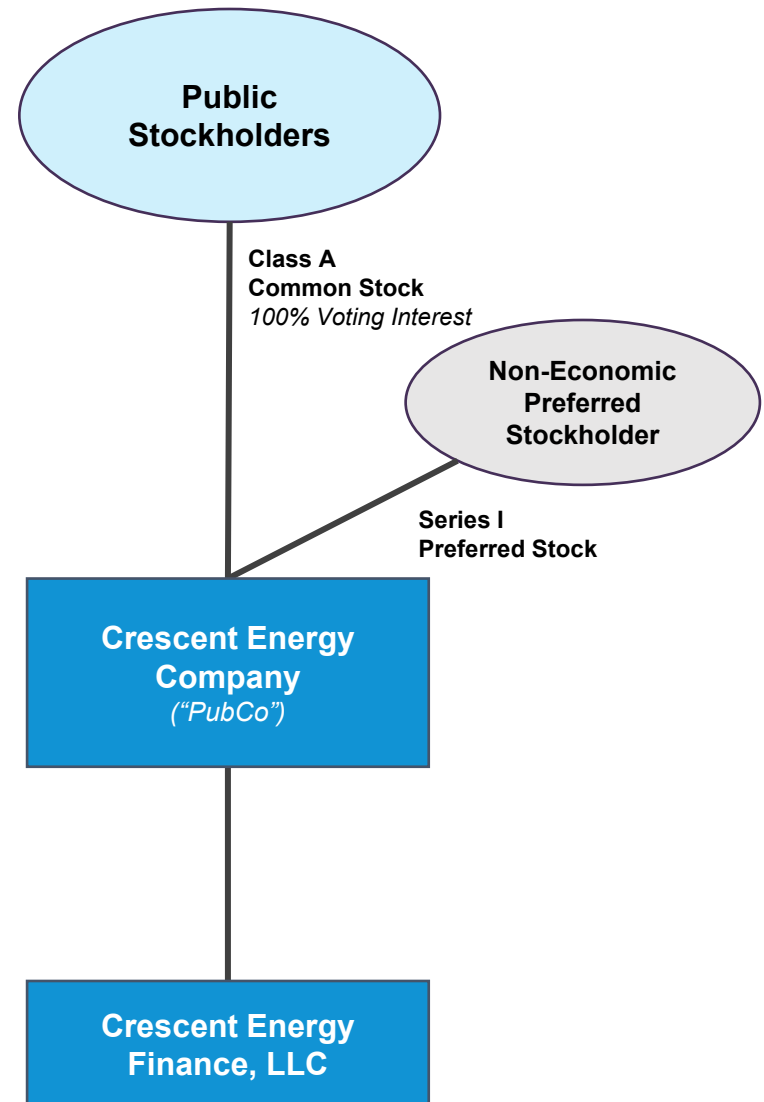 Public
Stockholders
Class A
Common Stock
100% Voting Interest
Non-Economic
Preferred
Stockholder
Series I
Preferred Stock
Crescent Energy
Company
(“PubCo”)
Crescent Energy
Finance, LLC